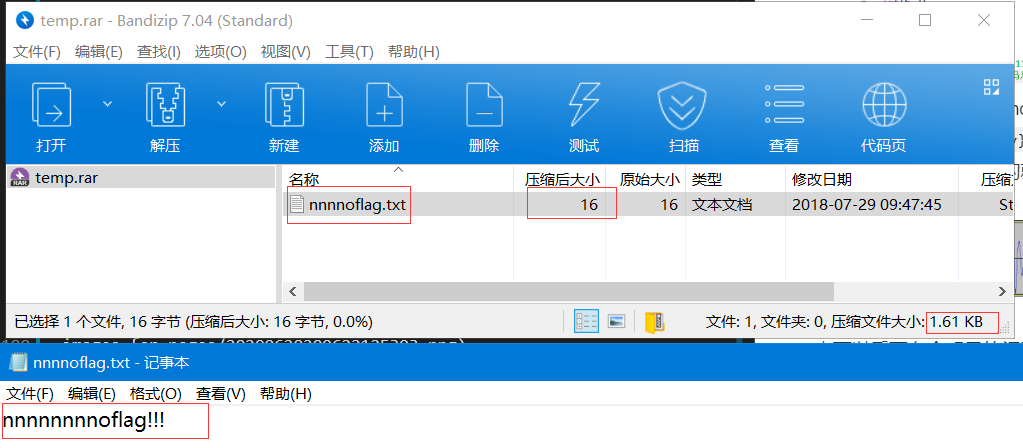 temp.rar - Bandizip 7.04 (Standard)
文件(F) 编辑(E) 查找(I) 选项(O) 视图(V) 工具(T) 帮助(H)
打开 解压 新建 添加 删除 测试 扫描 查看 代码页
temp.rar
名称 压缩后大小 原始大小 类型 修改日期
nnnnoflag.txt 16 16 文本文档 2018-07-29 09:47:45 St
已选择 1 个文件, 16 字节 (压缩后大小: 16 字节, 0.0%) 文件: 1, 文件夹: 0, 压缩文件大小: 1.61 KB
nnnnoflag.txt - 记事本
文件(F) 编辑(E) 格式(O) 查看(V) 帮助(H)
nnnnnnnnoflag!!!